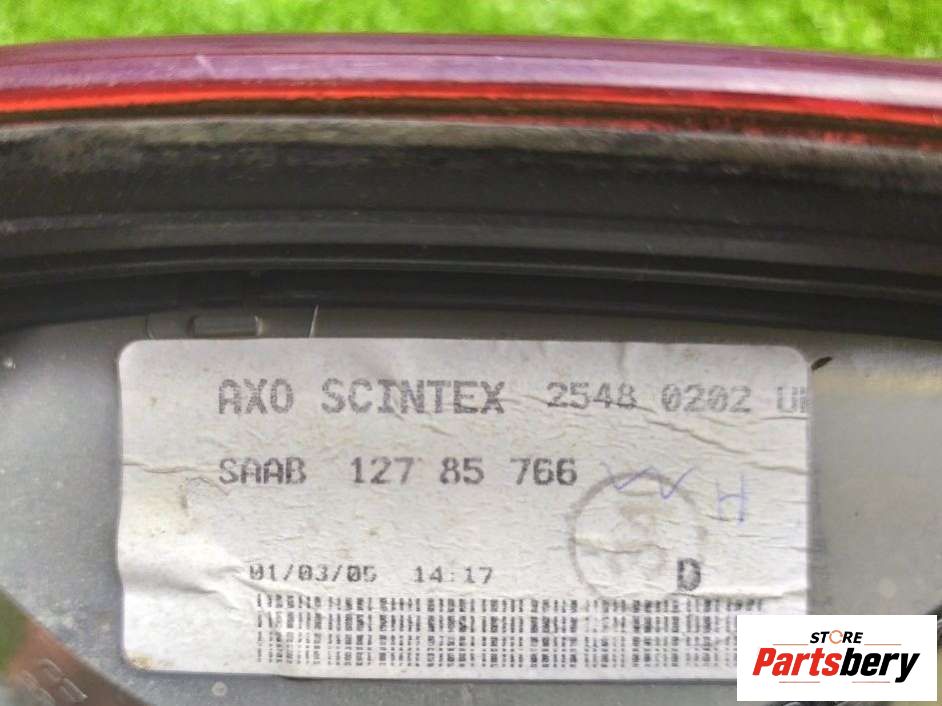 AXO SCINTEX 2548 0202
SAAB 127 85 766
H
01/03/05 14:17
D
STORE
Partsbery